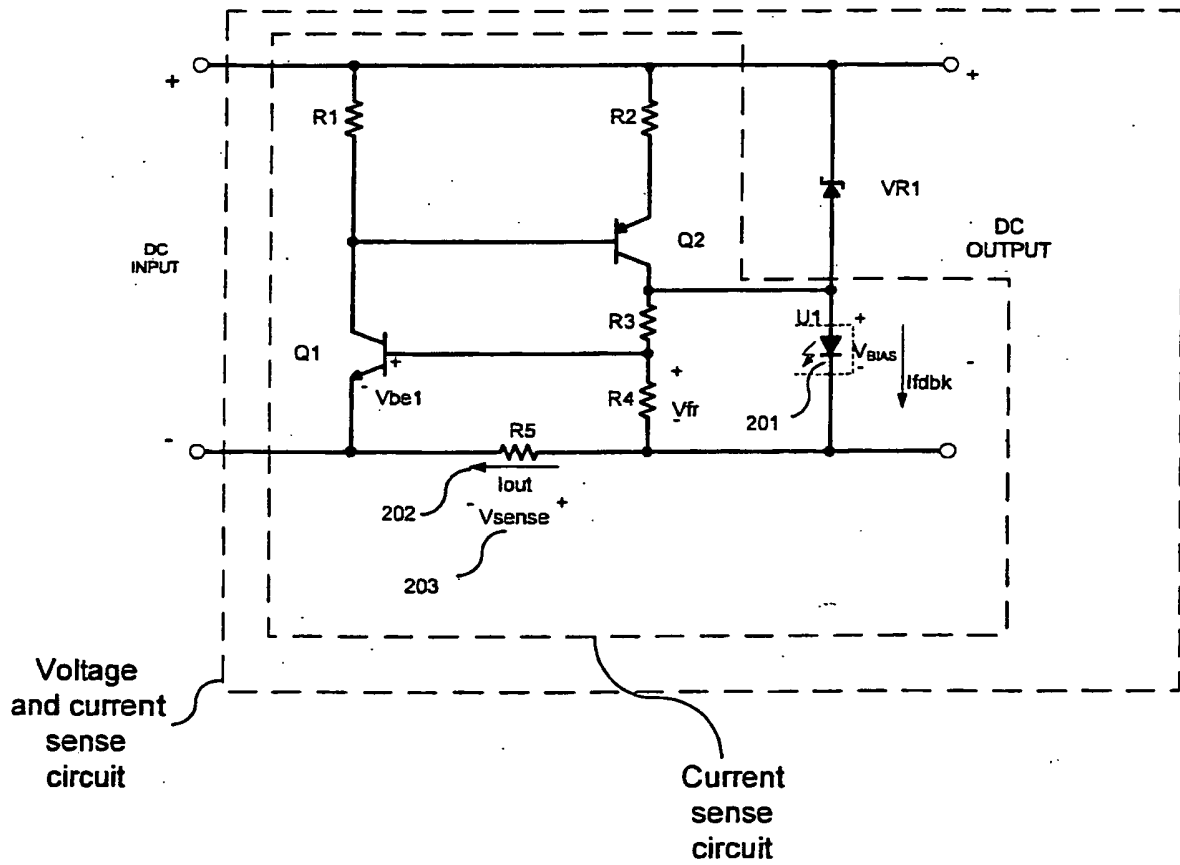 +
+
R1
R2
VR1
DC
INPUT
Q2
DC
OUTPUT
R3
U1
+
Q1
+
VBIAS
-
-
Vbe1
R4
+
Vfr
-
Ifdbk
-
201
-
R5
Iout
202
- Vsense +
203
Voltage
and current
sense
circuit
Current
sense
circuit